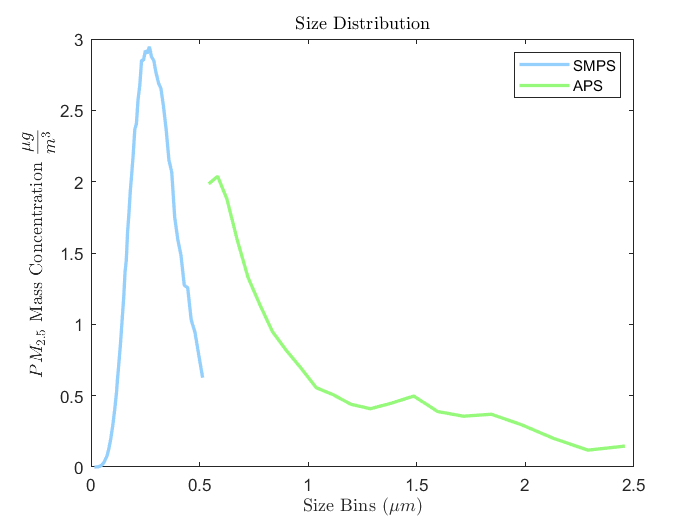 Size Distribution
PM2.5 Mass Concentration μg/m³
3
2.5
2
1.5
1
0.5
0
0 0.5 1 1.5 2 2.5
Size Bins (μm)
SMPS
APS